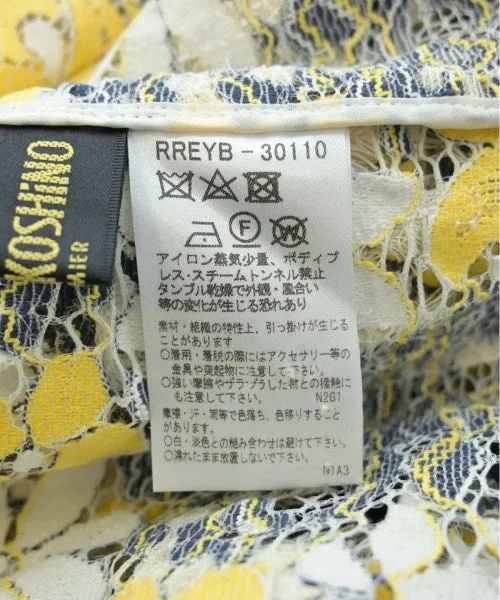 KOSHINO
RREYB-30110
F
W
アイロン蒸気少量、ボディプ
レス・スチームトンネル禁止
タンブル乾燥で外観・風合い
等の変化が生じる恐れあり
素材・組織の特性上、引っ掛けが生じる
ことがあります
○着用・着脱の際にはアクセサリー等の
金具や突起物に注意して下さい。
○強い摩擦やザラザラした物との接触に
も注意して下さい。
N2G1
摩擦・汗・雨等で色落ち、色移りすること
があります。
○白・淡色との組み合わせは避けて下さい。
○濡れたまま放置しないで下さい。
N1A3